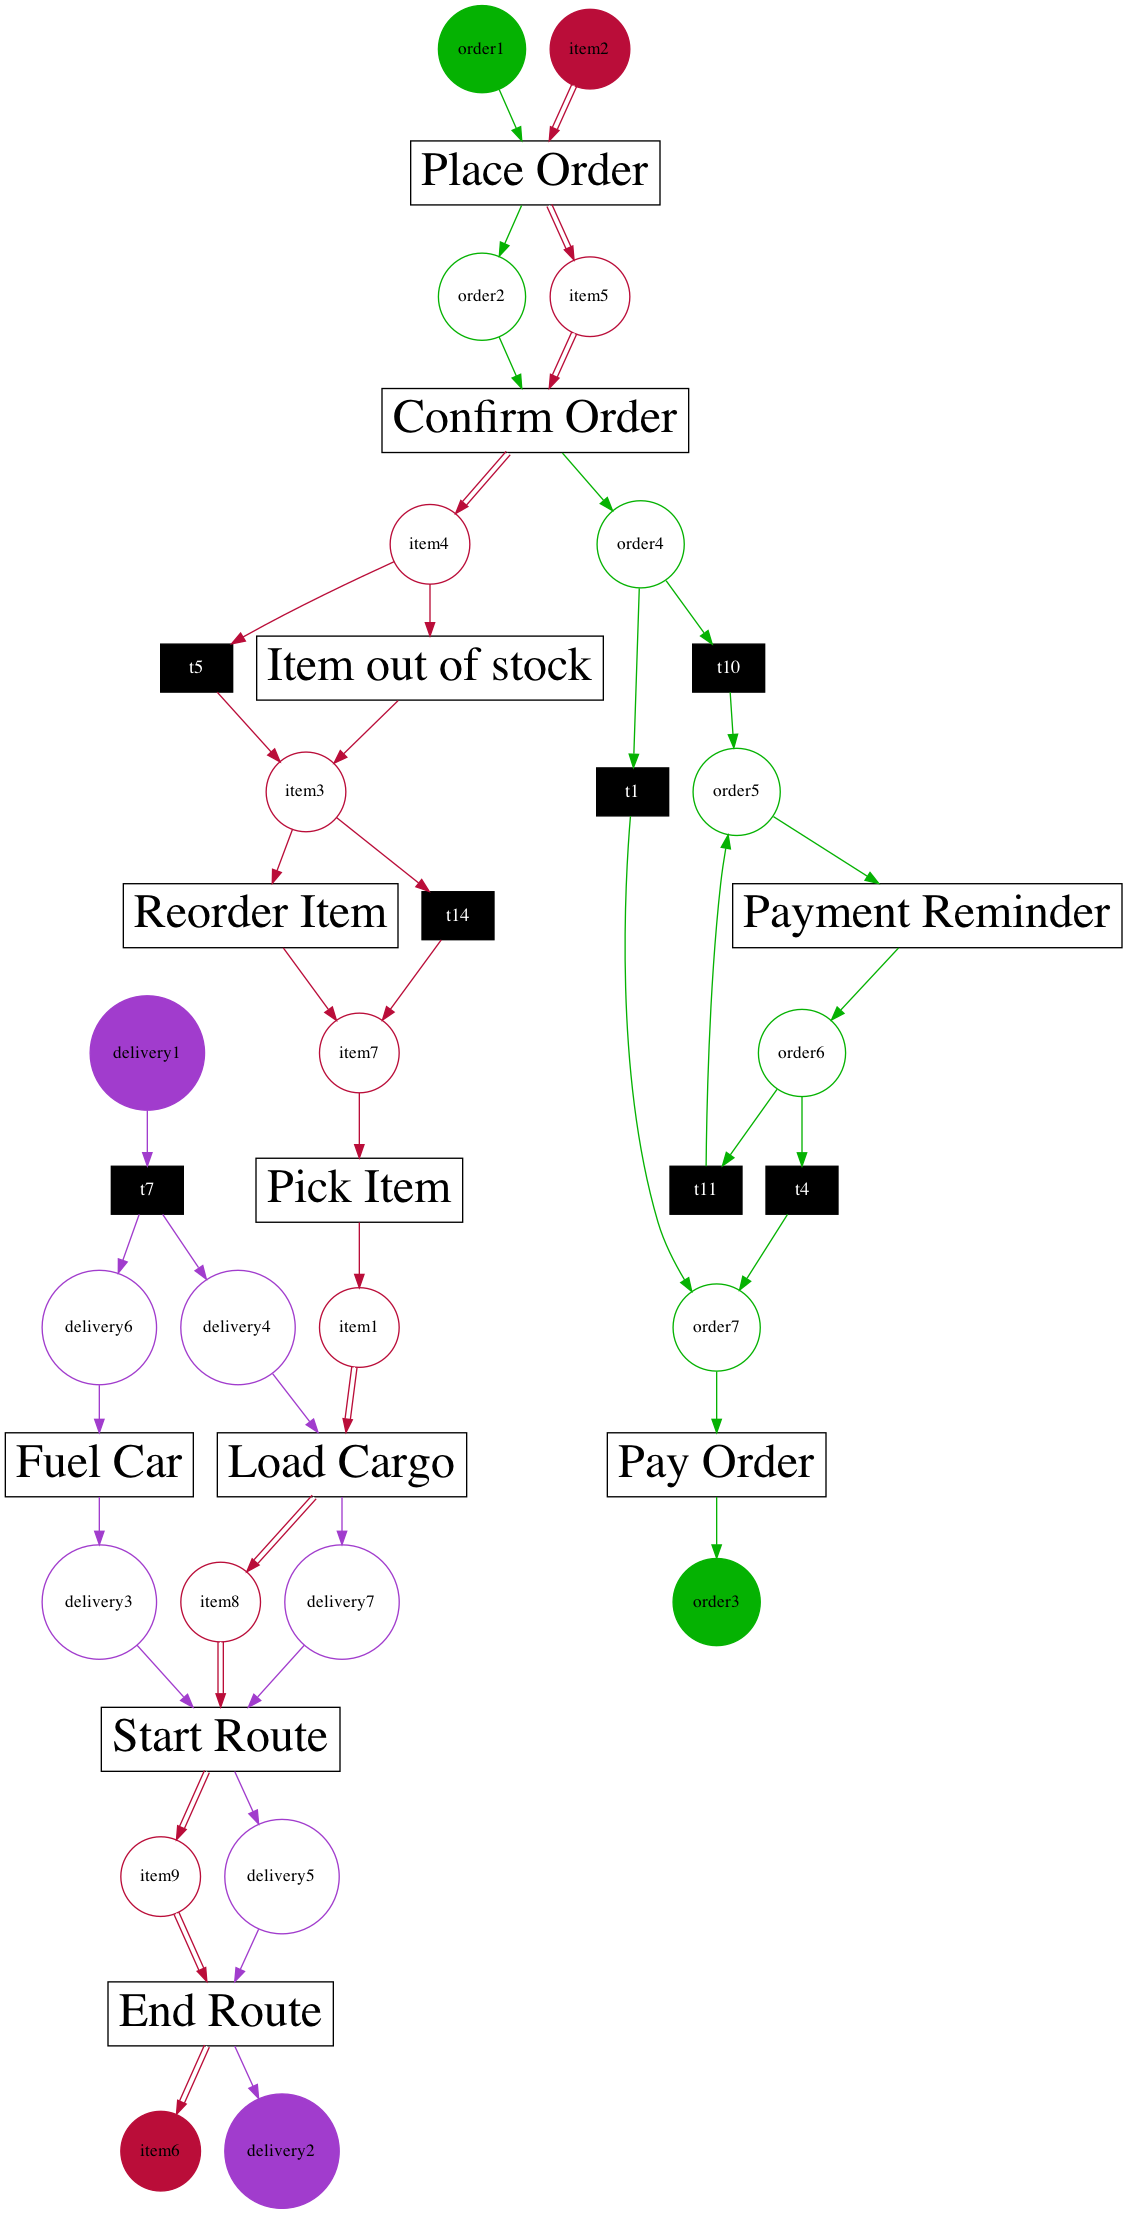 order1
item2
Place Order
order2
item5
Confirm Order
item4
order4
t5
Item out of stock
t10
item3
t1
order5
Reorder Item
t14
Payment Reminder
delivery1
item7
order6
t7
Pick Item
t11
t4
delivery6
delivery4
item1
order7
Fuel Car
Load Cargo
Pay Order
delivery3
item8
delivery7
order3
Start Route
item9
delivery5
End Route
item6
delivery2